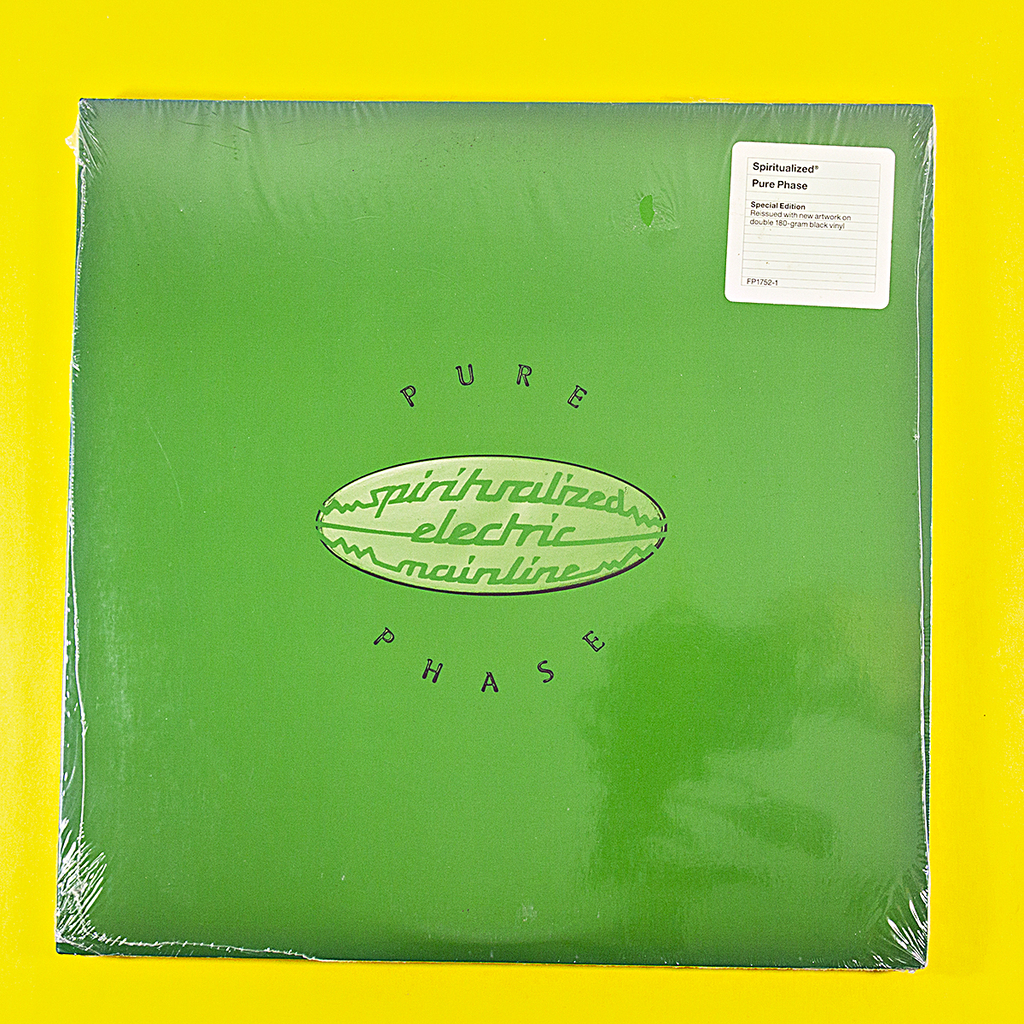 Spiritualized®
Pure Phase
Special Edition
Reissued with new artwork on
double 180-gram black vinyl
FP1752-1
PURE
spiritualized
electric
mainline
PHASE